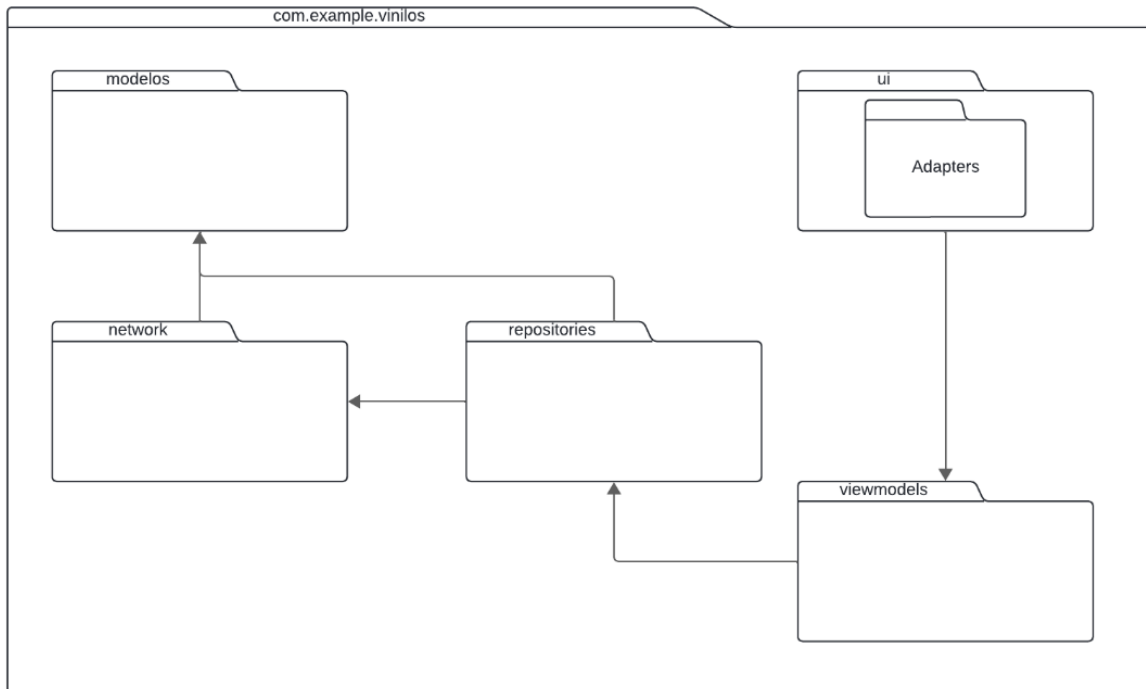 com.example.vinilos
modelos
ui
Adapters
network
repositories
viewmodels